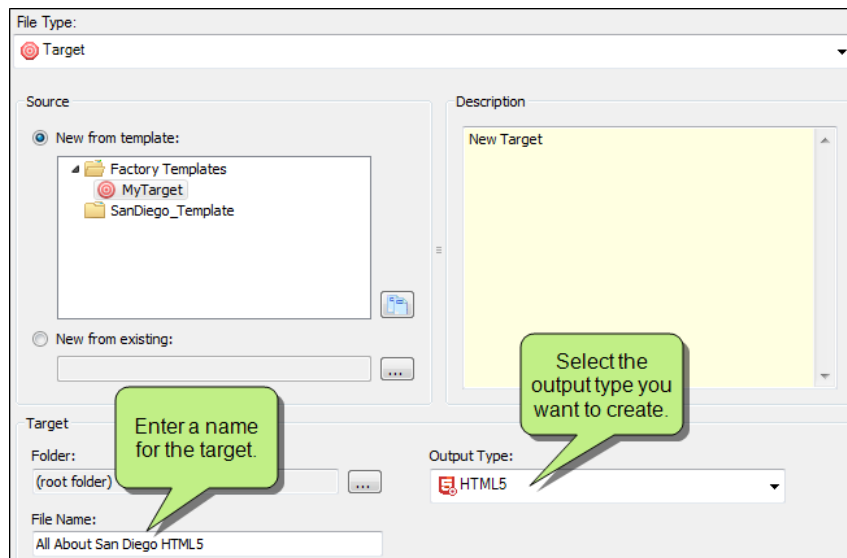 File Type:
Target
Source
New from template:
Factory Templates
MyTarget
SanDiego_Template
New from existing:
...
Description
New Target
Target
Folder:
(root folder)
...
File Name:
All About San Diego HTML5
Enter a name
for the target.
Output Type:
HTML5
Select the
output type you
want to create.